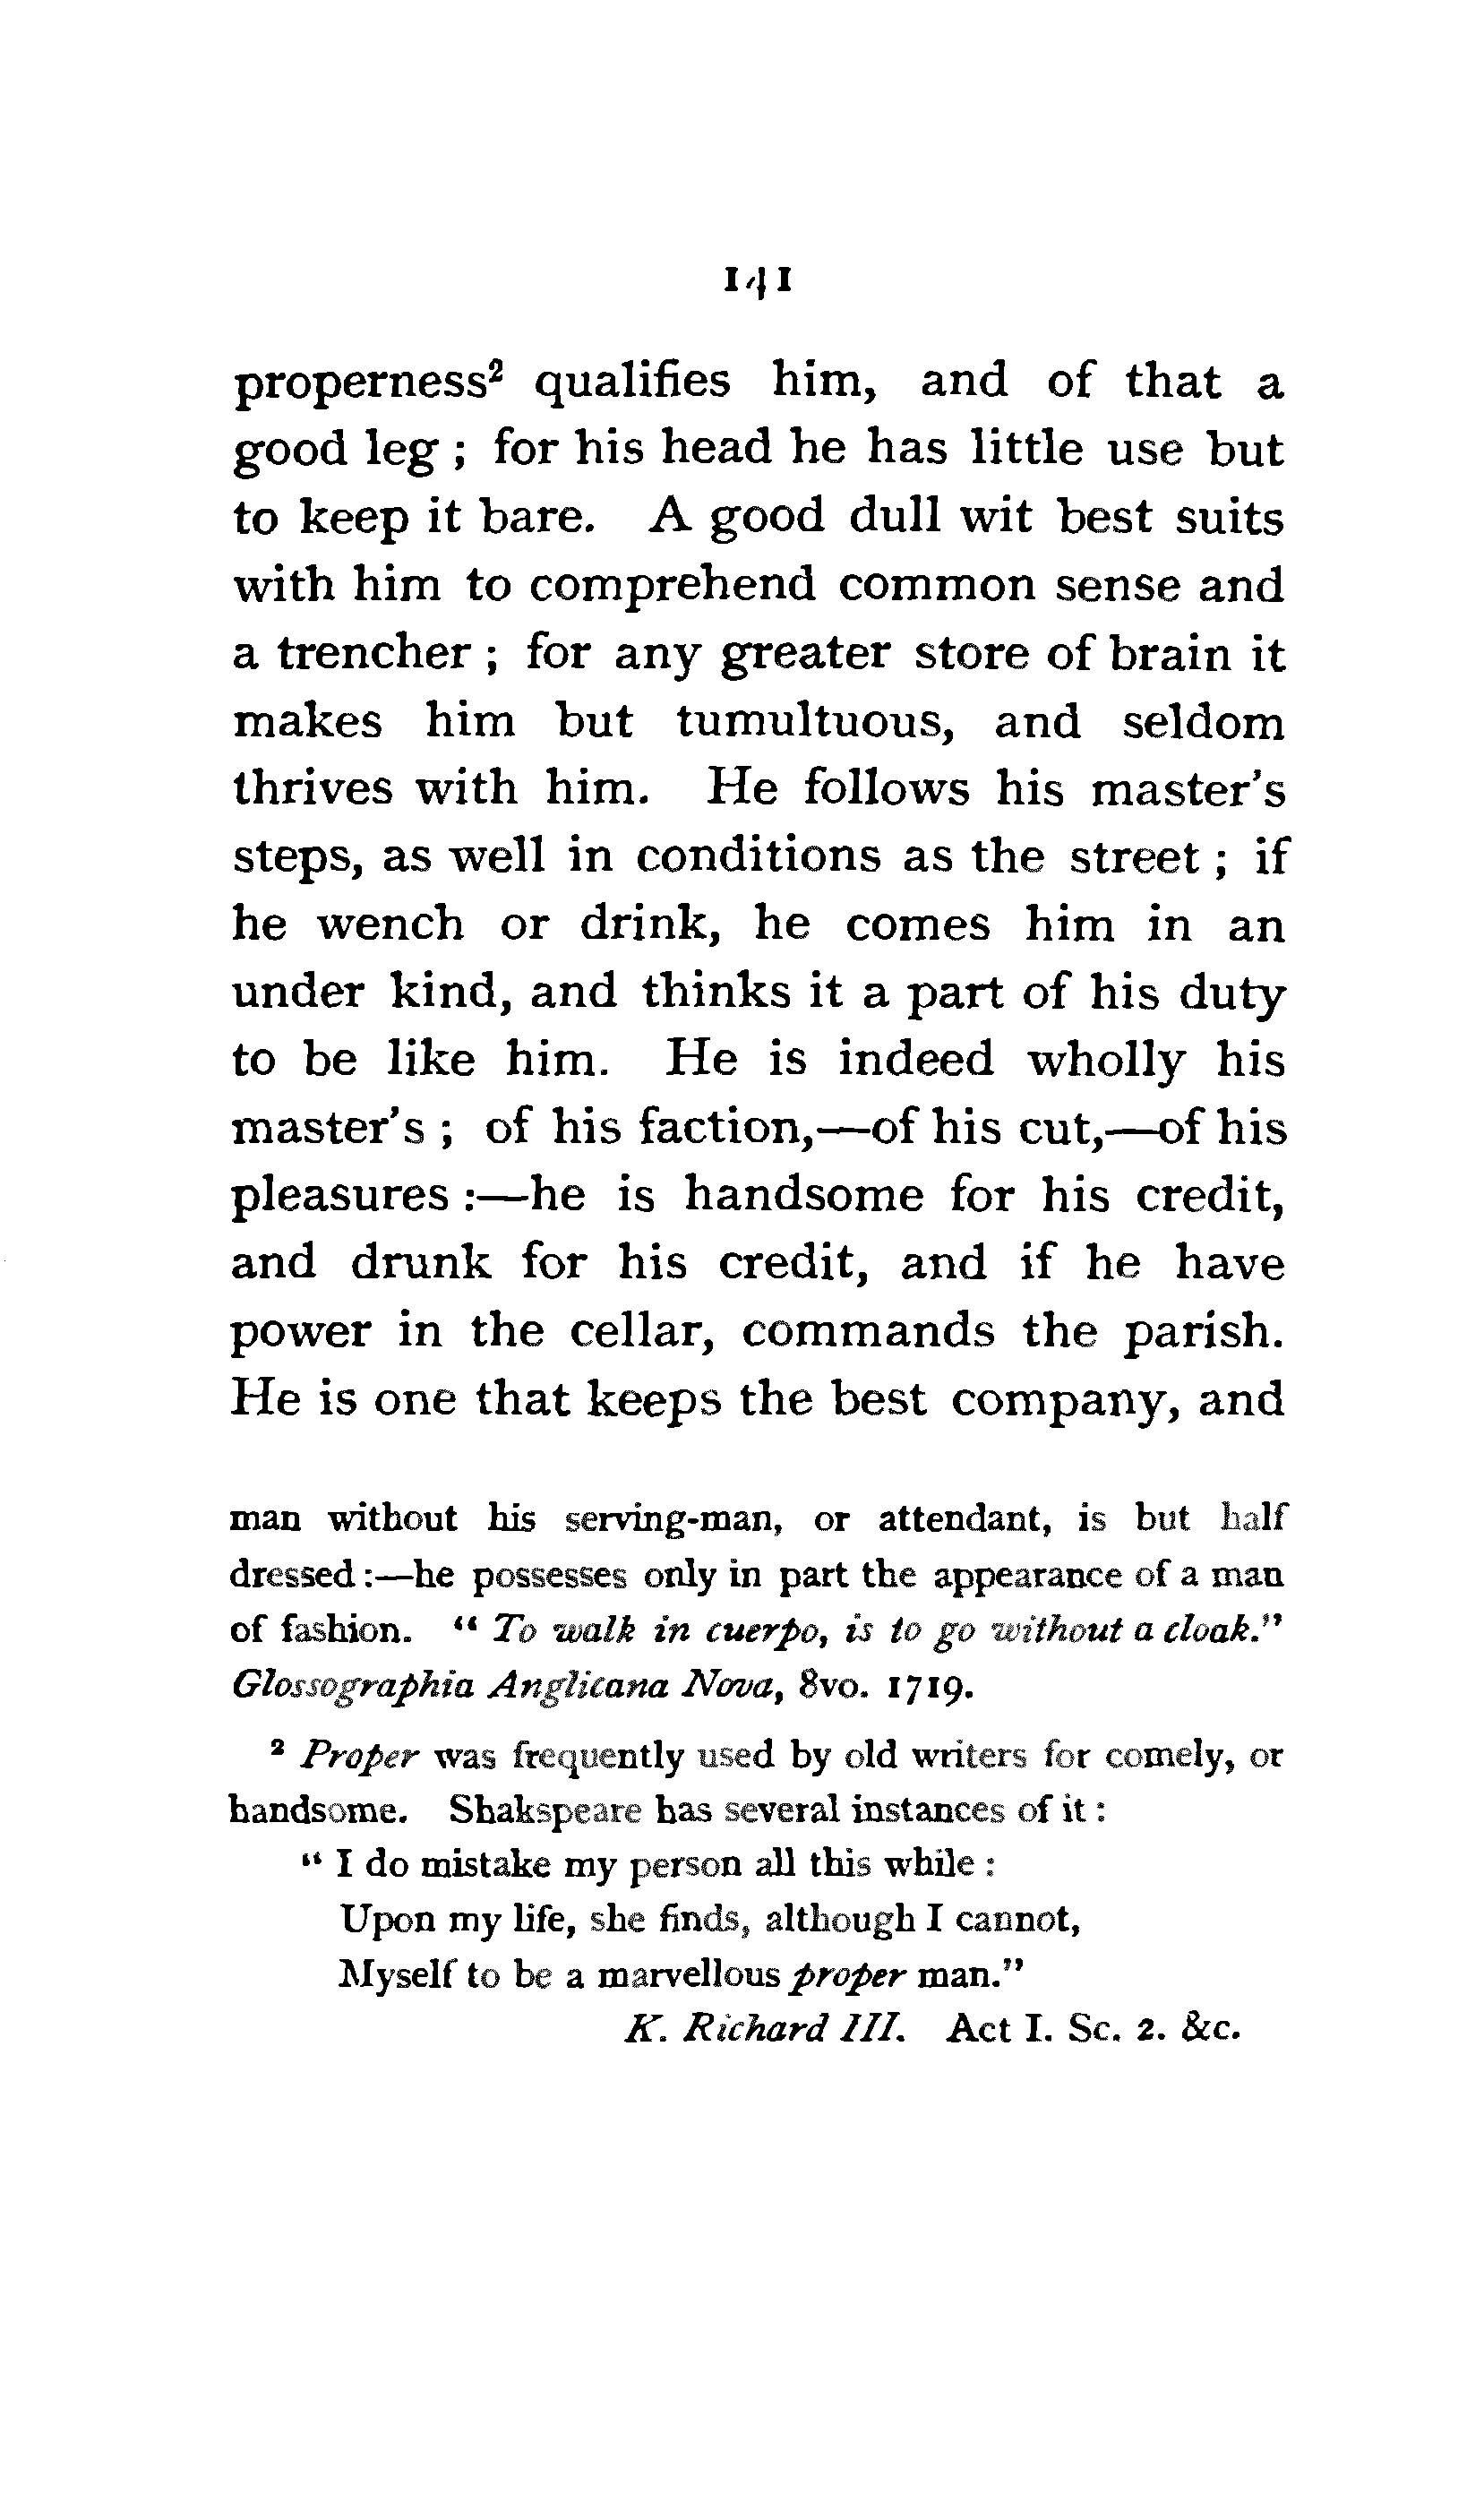 141
properness² qualifies him, and of that a
good leg ; for his head he has little use but
to keep it bare. A good dull wit best suits
with him to comprehend common sense and
a trencher ; for any greater store of brain it
makes him but tumultuous, and seldom
thrives with him. He follows his master's
steps, as well in conditions as the street ; if
he wench or drink, he comes him in an
under kind, and thinks it a part of his duty
to be like him. He is indeed wholly his
master's ; of his faction,—of his cut,—of his
pleasures :—he is handsome for his credit,
and drunk for his credit, and if he have
power in the cellar, commands the parish.
He is one that keeps the best company, and
man without his serving-man, or attendant, is but half
dressed :—he possesses only in part the appearance of a man
of fashion. “ To walk in cuerpo, is to go without a cloak.”
Glossographia Anglicana Nova, 8vo. 1719.
² Proper was frequently used by old writers for comely, or
handsome. Shakspeare has several instances of it :
“ I do mistake my person all this while :
Upon my life, she finds, although I cannot,
Myself to be a marvellous proper man.”
K. Richard III. Act I. Sc. 2. &c.